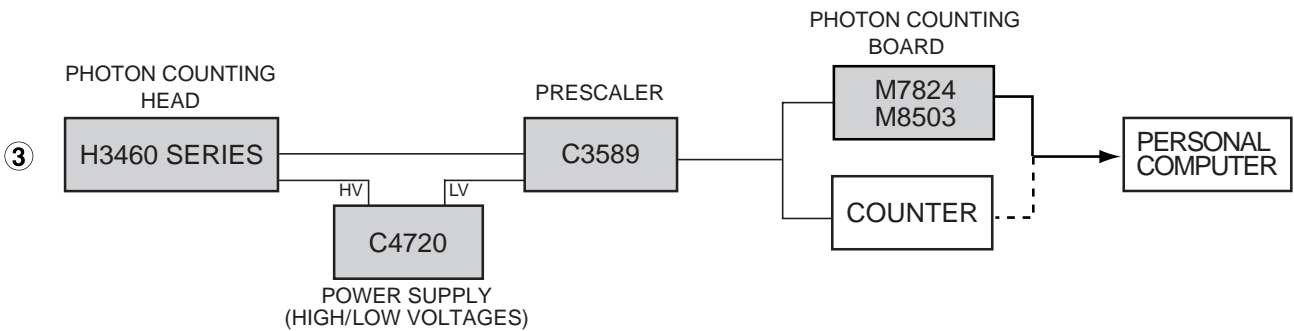 PHOTON COUNTING
BOARD
M7824
M8503
PHOTON COUNTING
HEAD
PRESCALER
3
H3460 SERIES
C3589
PERSONAL
COMPUTER
HV
LV
COUNTER
C4720
POWER SUPPLY
(HIGH/LOW VOLTAGES)